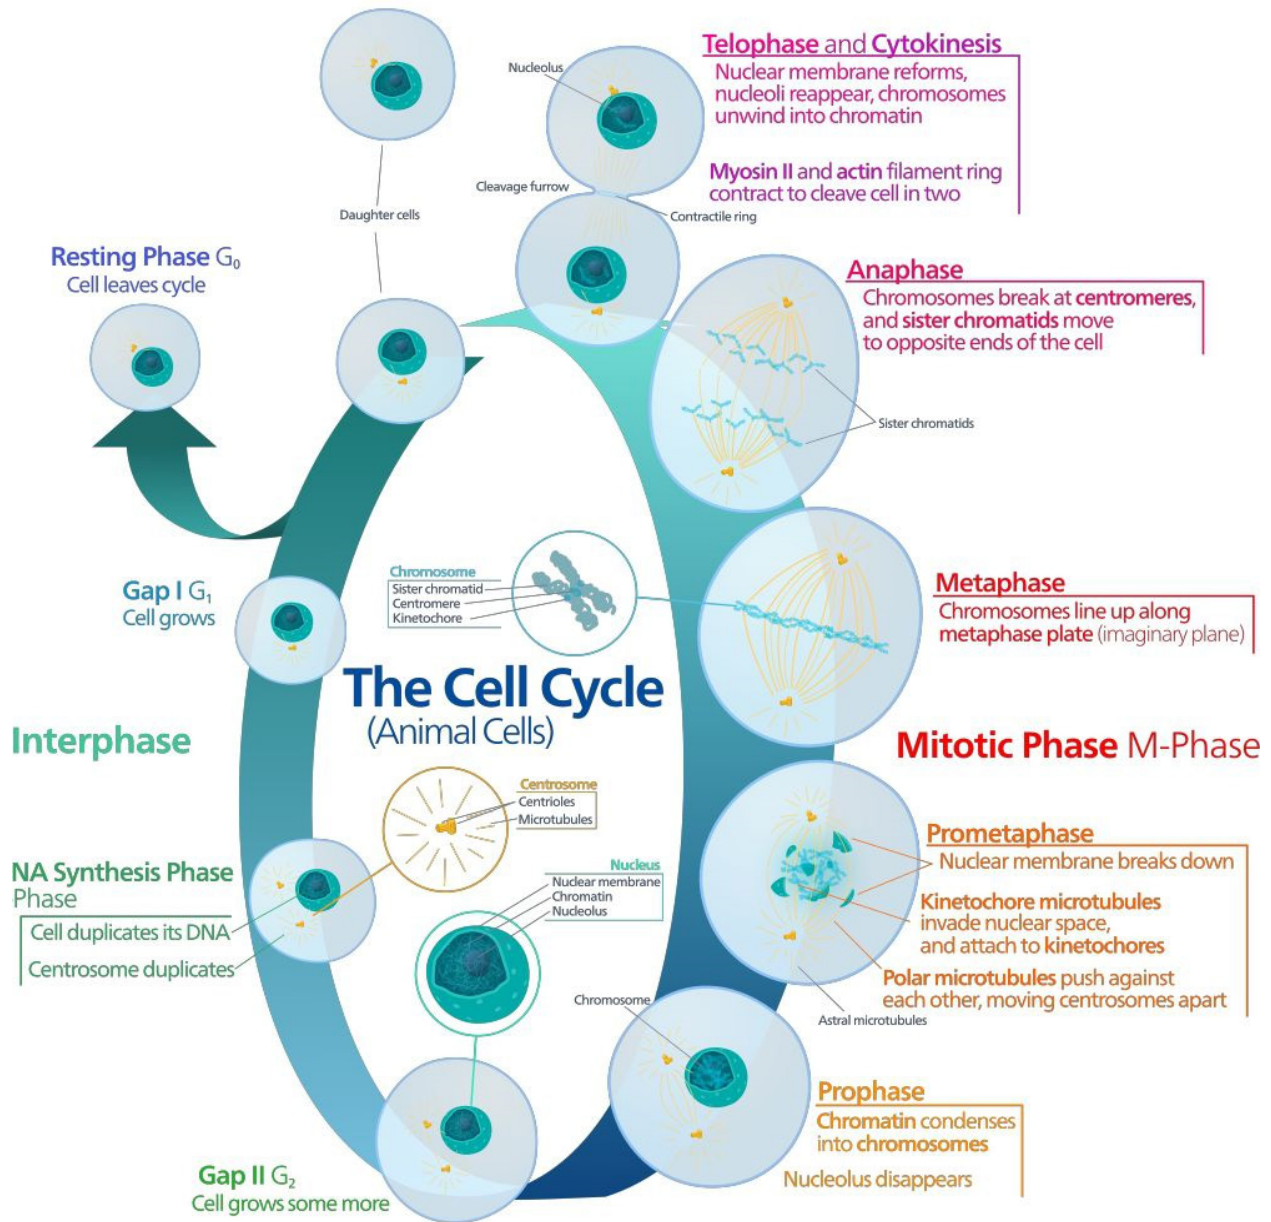 Telophase and Cytokinesis
Nuclear membrane reforms,
nucleoli reappear, chromosomes
unwind into chromatin
Myosin II and actin filament ring
contract to cleave cell in two
Nucleolus
Cleavage furrow
Contractile ring
Daughter cells
Resting Phase G₀
Cell leaves cycle
Anaphase
Chromosomes break at centromeres,
and sister chromatids move
to opposite ends of the cell
Sister chromatids
Gap I G₁
Cell grows
Chromosome
Sister chromatid
Centromere
Kinetochore
Metaphase
Chromosomes line up along
metaphase plate (imaginary plane)
The Cell Cycle
(Animal Cells)
Interphase
Mitotic Phase M-Phase
Centrosome
Centrioles
Microtubules
Prometaphase
Nuclear membrane breaks down
Kinetochore microtubules
invade nuclear space,
and attach to kinetochores
Polar microtubules push against
each other, moving centrosomes apart
Astral microtubules
NA Synthesis Phase
Phase
Cell duplicates its DNA
Centrosome duplicates
Nucleus
Nuclear membrane
Chromatin
Nucleolus
Chromosome
Prophase
Chromatin condenses
into chromosomes
Nucleolus disappears
Gap II G₂
Cell grows some more